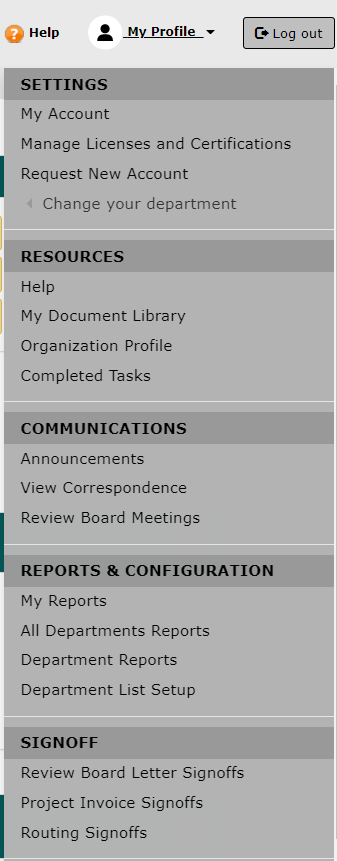 Help My Profile Log out
SETTINGS
My Account
Manage Licenses and Certifications
Request New Account
Change your department
RESOURCES
Help
My Document Library
Organization Profile
Completed Tasks
COMMUNICATIONS
Announcements
View Correspondence
Review Board Meetings
REPORTS & CONFIGURATION
My Reports
All Departments Reports
Department Reports
Department List Setup
SIGNOFF
Review Board Letter Signoffs
Project Invoice Signoffs
Routing Signoffs